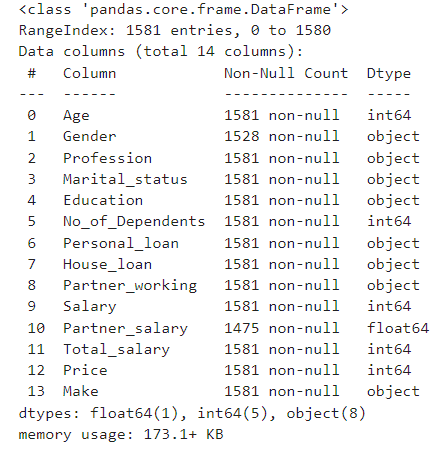 <class 'pandas.core.frame.DataFrame'>
RangeIndex: 1581 entries, 0 to 1580
Data columns (total 14 columns):
 #   Column            Non-Null Count  Dtype
---  ------            --------------  -----
 0   Age               1581 non-null   int64
 1   Gender            1528 non-null   object
 2   Profession        1581 non-null   object
 3   Marital_status    1581 non-null   object
 4   Education         1581 non-null   object
 5   No_of_Dependents  1581 non-null   int64
 6   Personal_loan     1581 non-null   object
 7   House_loan        1581 non-null   object
 8   Partner_working   1581 non-null   object
 9   Salary            1581 non-null   int64
 10  Partner_salary    1475 non-null   float64
 11  Total_salary      1581 non-null   int64
 12  Price             1581 non-null   int64
 13  Make              1581 non-null   object
dtypes: float64(1), int64(5), object(8)
memory usage: 173.1+ KB